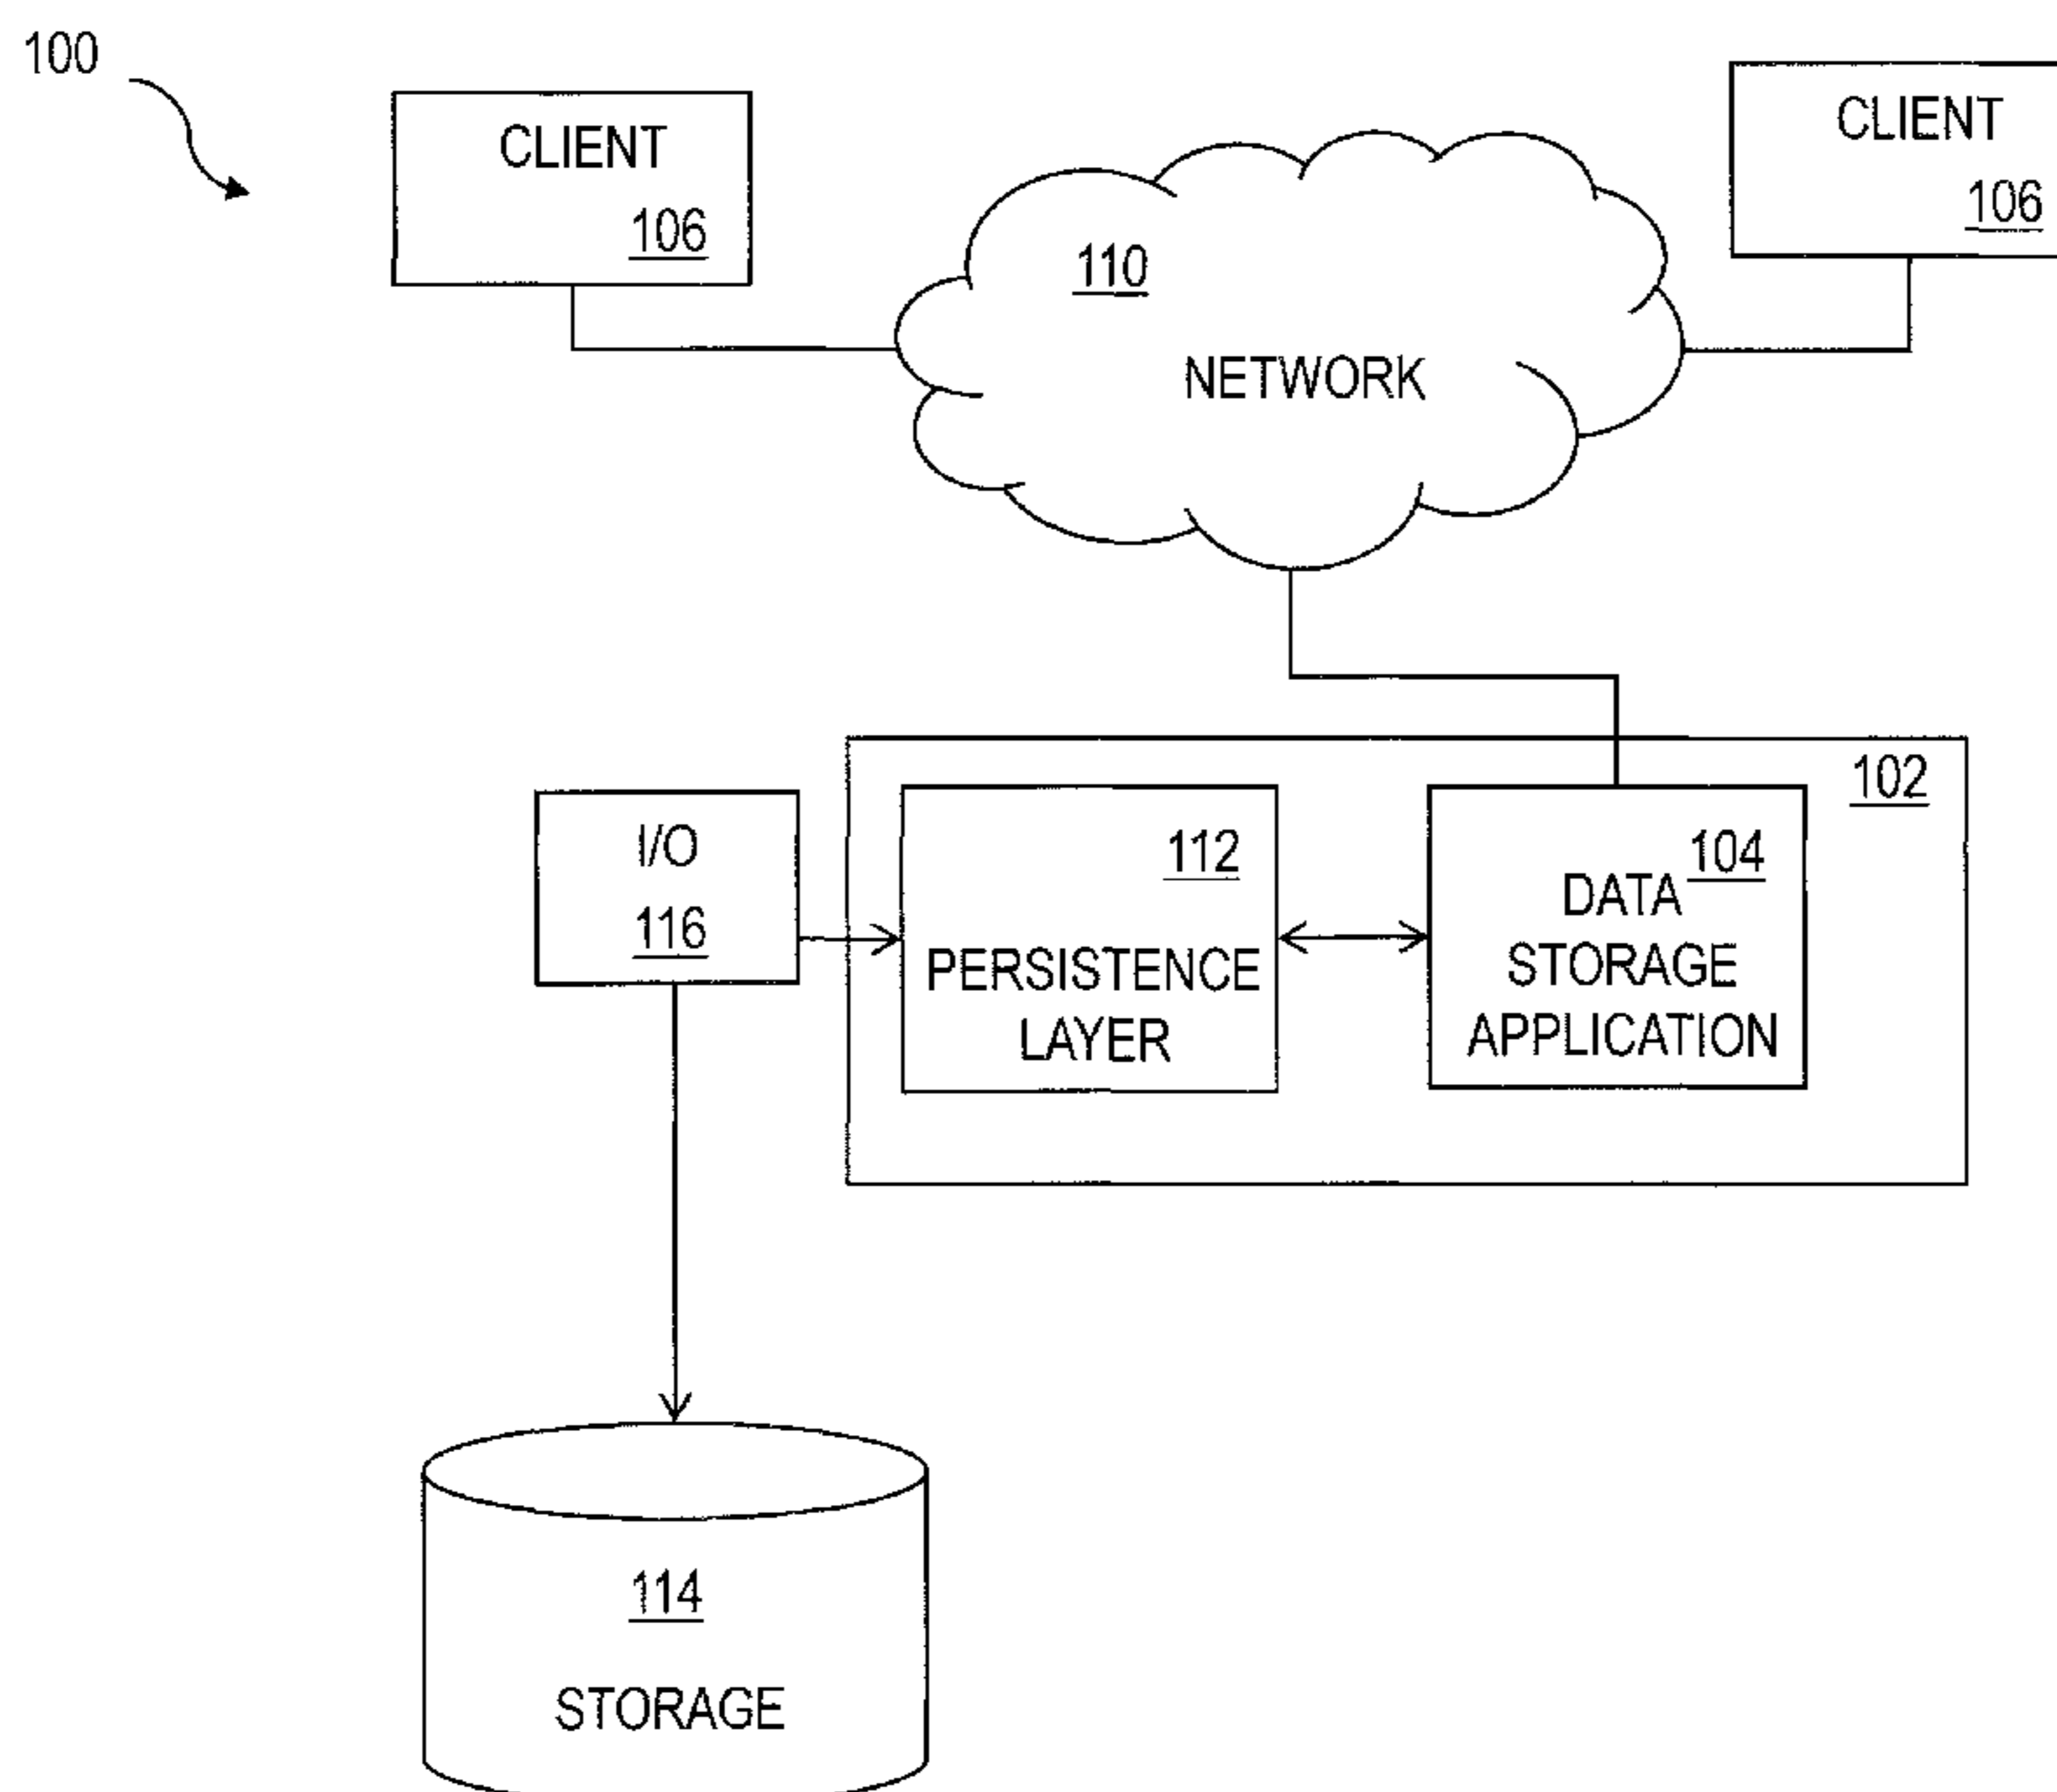 100
CLIENT
106
CLIENT
106
110
NETWORK
102
I/O
116
112
PERSISTENCE
LAYER
104
DATA
STORAGE
APPLICATION
114
STORAGE